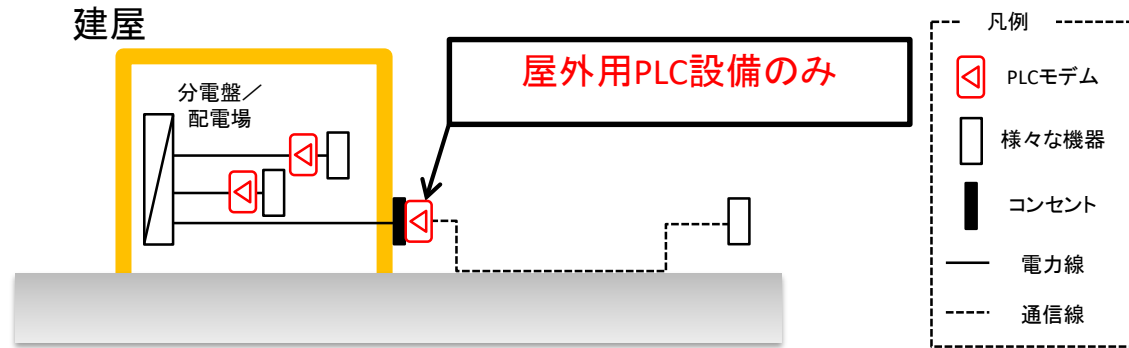 建屋
屋外用PLC設備のみ
分電盤／
配電場
凡例
PLCモデム
様々な機器
コンセント
電力線
通信線